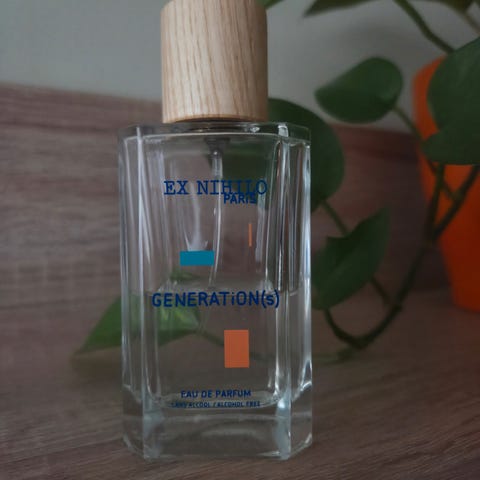 EX NIHILO
PARIS
GENERATiON(s)
EAU DE PARFUM
SANS ALCOOL / ALCOHOL FREE